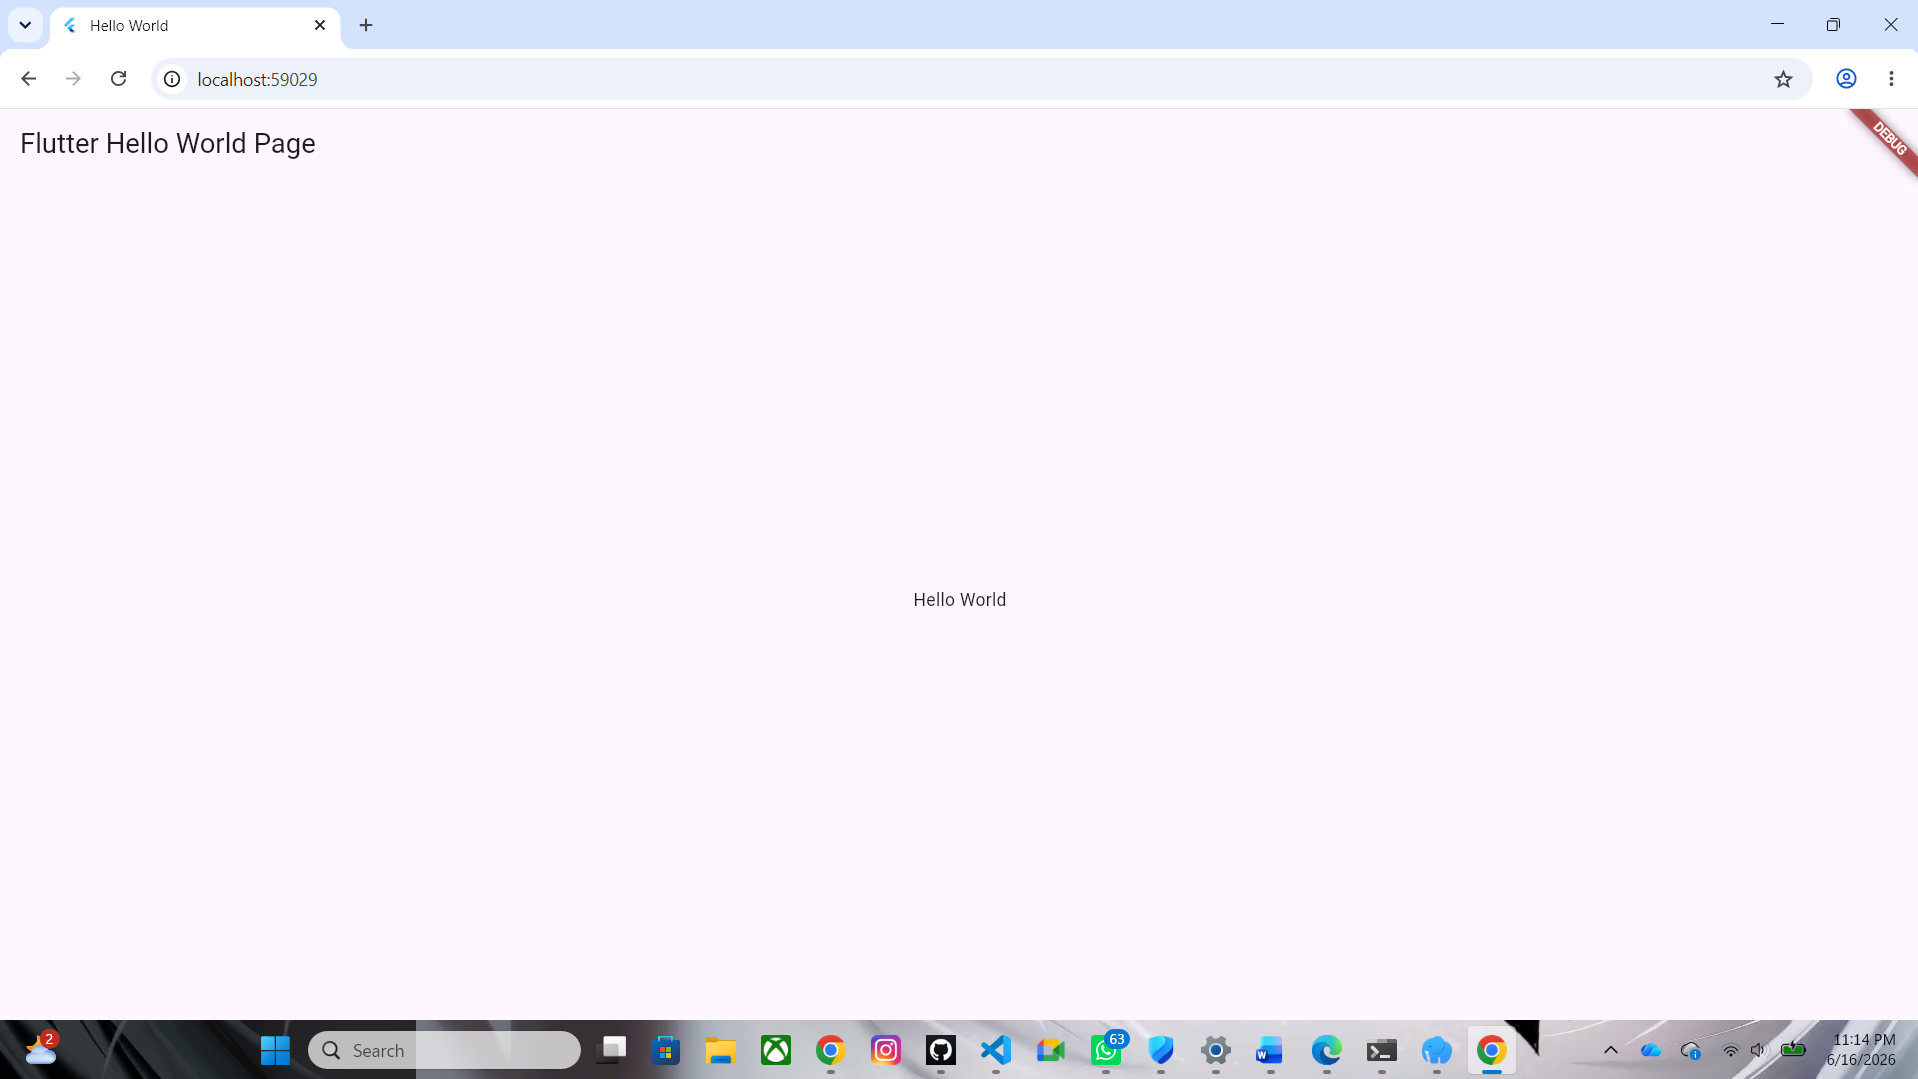 Hello World
localhost:59029
Flutter Hello World Page
DEBUG
Hello World
2
Search
63
11:14 PM
6/16/2026